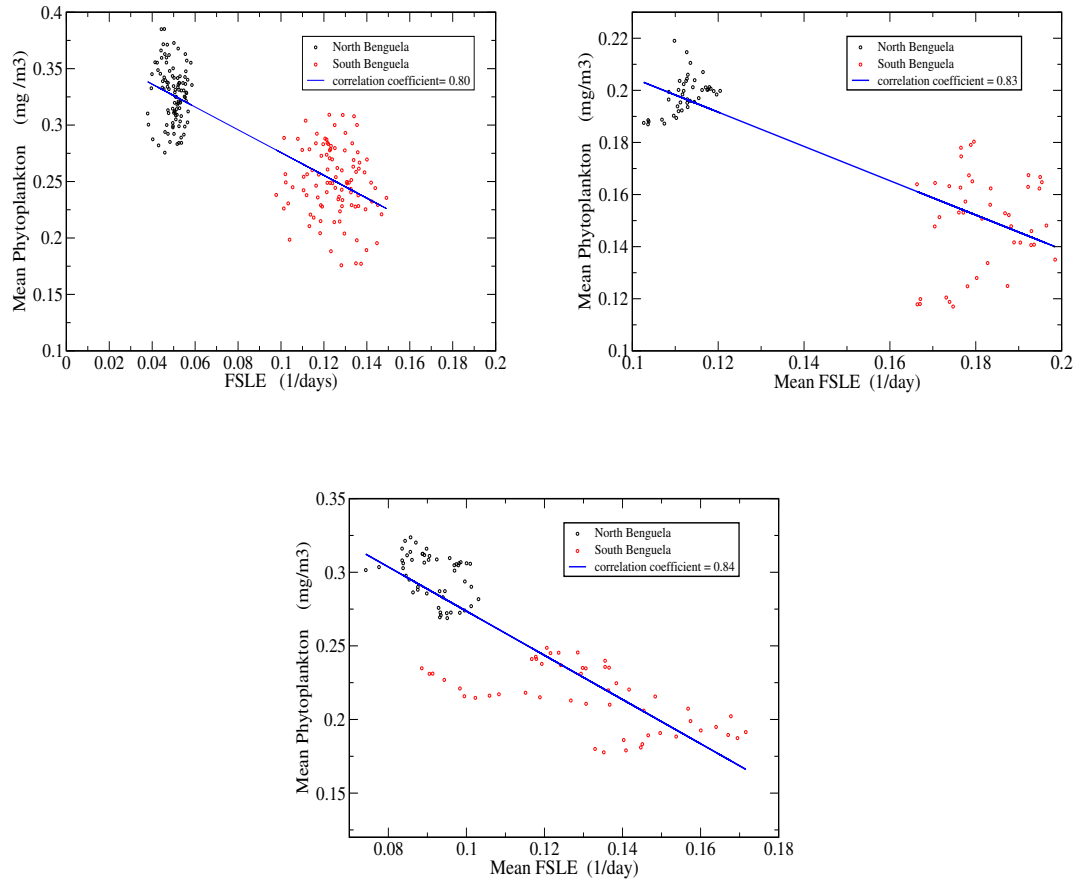 0.4
0.35
0.3
0.25
0.2
0.15
0.1
Mean Phytoplankton (mg /m3)
North Benguela
South Benguela
correlation coefficient= 0.80
0 0.02 0.04 0.06 0.08 0.1 0.12 0.14 0.16 0.18 0.2
FSLE (1/days)
0.22
0.2
0.18
0.16
0.14
0.12
0.1
Mean Phytoplankton (mg/m3)
North Benguela
South Benguela
correlation coefficient = 0.83
0.1 0.12 0.14 0.16 0.18 0.2
Mean FSLE (1/day)
0.35
0.3
0.25
0.2
0.15
Mean Phytoplankton (mg/m3)
North Benguela
South Benguela
correlation coefficient = 0.84
0.08 0.1 0.12 0.14 0.16 0.18
Mean FSLE (1/day)